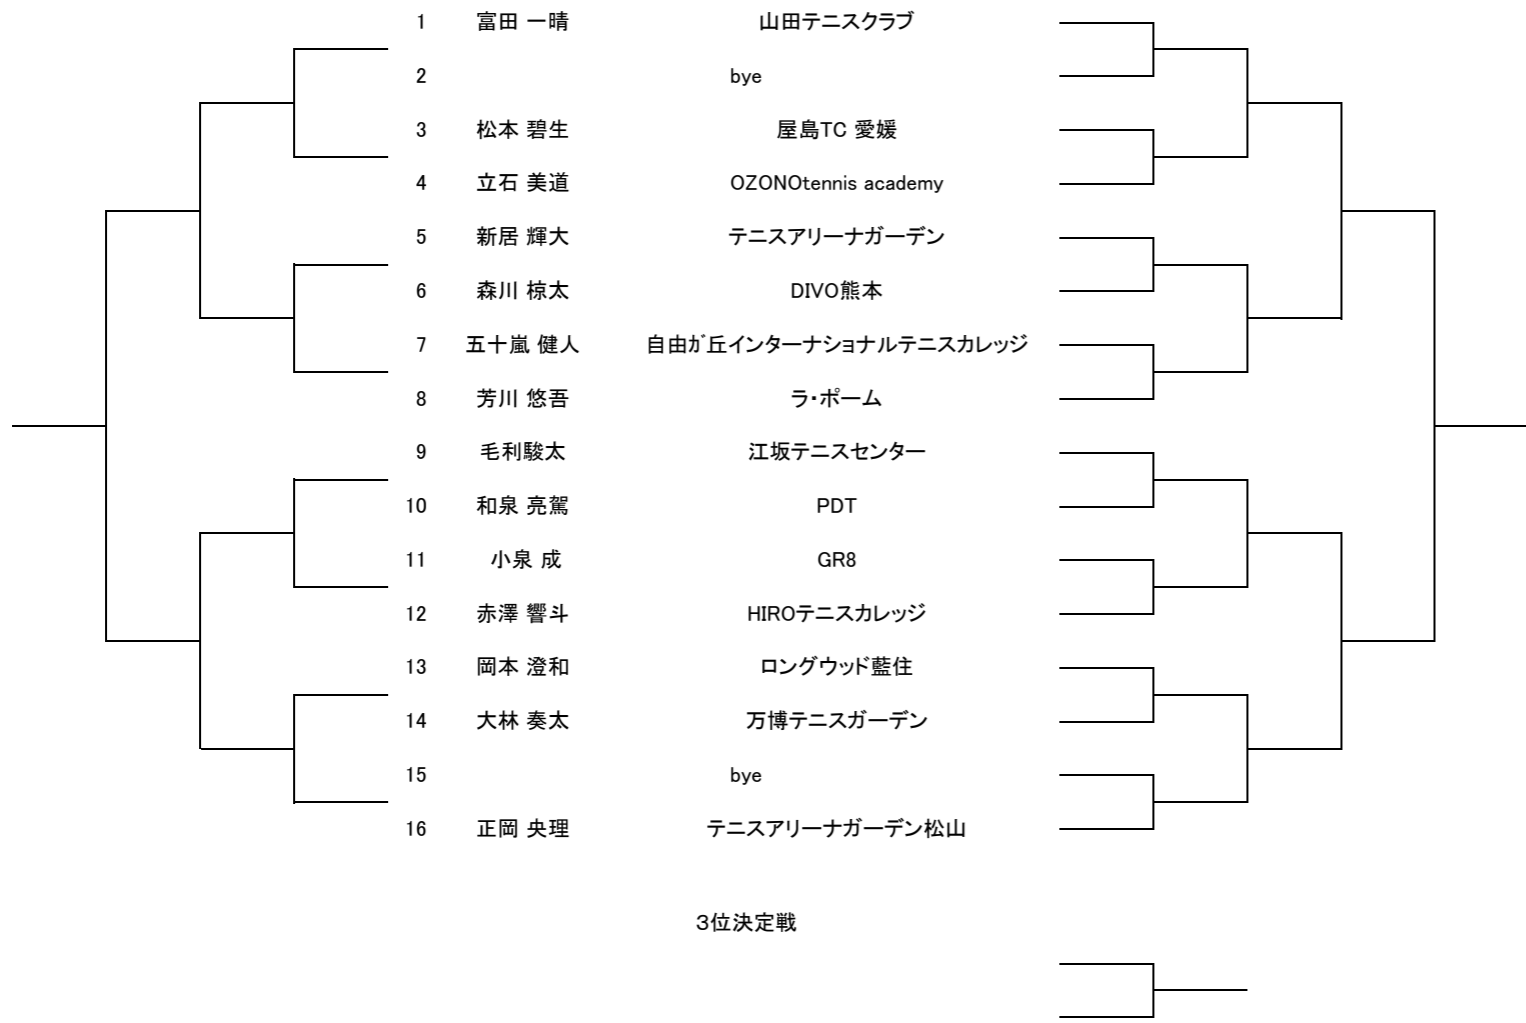 1 富田 一晴 山田テニスクラブ
2 bye
3 松本 碧生 屋島TC 愛媛
4 立石 美道 OZONOtennis academy
5 新居 輝大 テニスアリーナガーデン
6 森川 椋太 DIVO熊本
7 五十嵐 健人 自由ｶﾞ丘インターナショナルテニスカレッジ
8 芳川 悠吾 ラ・ポーム
9 毛利駿太 江坂テニスセンター
10 和泉 亮駕 PDT
11 小泉 成 GR8
12 赤澤 響斗 HIROテニスカレッジ
13 岡本 澄和 ロングウッド藍住
14 大林 奏太 万博テニスガーデン
15 bye
16 正岡 央理 テニスアリーナガーデン松山
３位決定戦